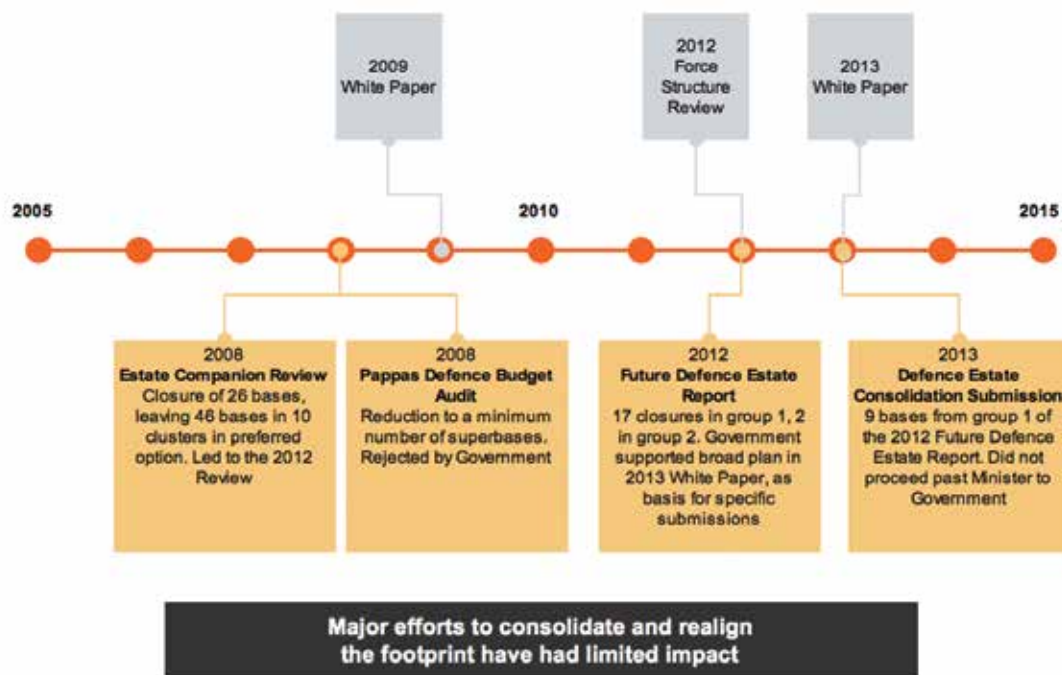 2009
White Paper
2012
Force
Structure
Review
2013
White Paper
2005
2010
2015
2008
Estate Companion Review
Closure of 26 bases,
leaving 46 bases in 10
clusters in preferred
option. Led to the 2012
Review
2008
Pappas Defence Budget
Audit
Reduction to a minimum
number of superbases.
Rejected by Government
2012
Future Defence Estate
Report
17 closures in group 1, 2
in group 2. Government
supported broad plan in
2013 White Paper, as
basis for specific
submissions
2013
Defence Estate
Consolidation Submission
9 bases from group 1 of
the 2012 Future Defence
Estate Report. Did not
proceed past Minister to
Government
Major efforts to consolidate and realign
the footprint have had limited impact